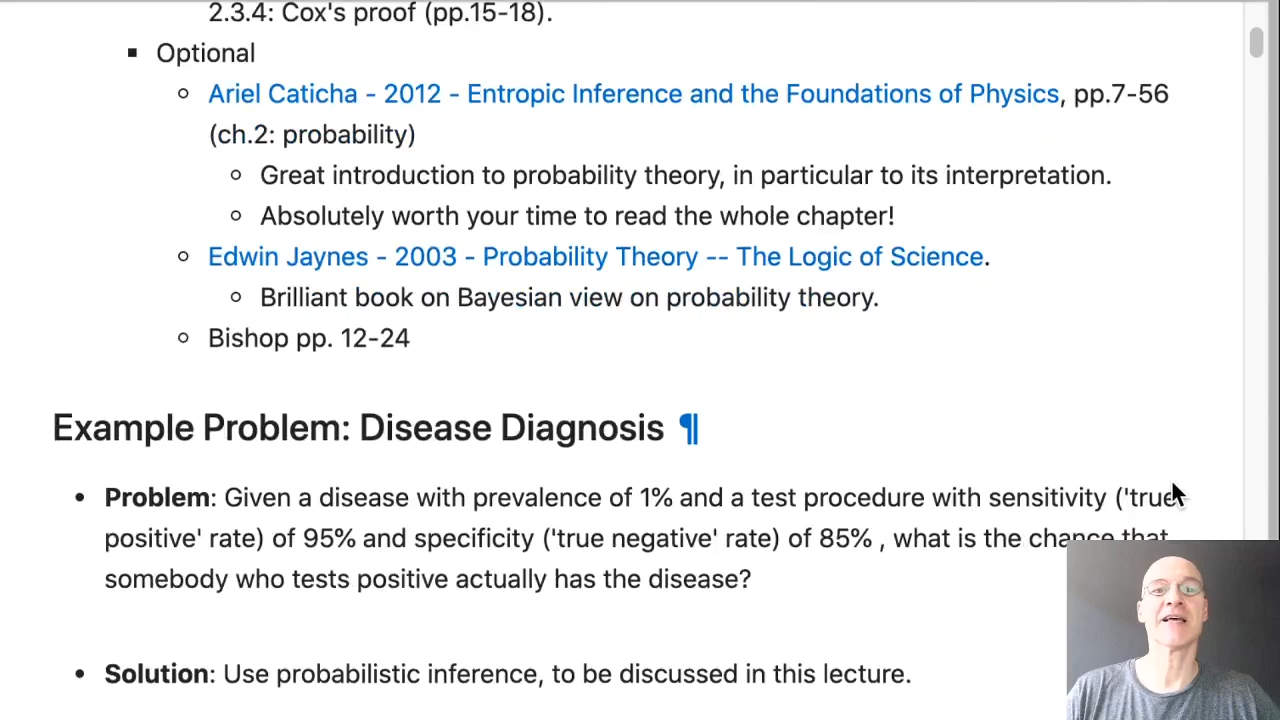 2.3.4: Cox's proof (pp.15-18).
▪ Optional
◦ Ariel Caticha - 2012 - Entropic Inference and the Foundations of Physics, pp.7-56
(ch.2: probability)
◦ Great introduction to probability theory, in particular to its interpretation.
◦ Absolutely worth your time to read the whole chapter!
◦ Edwin Jaynes - 2003 - Probability Theory -- The Logic of Science.
◦ Brilliant book on Bayesian view on probability theory.
◦ Bishop pp. 12-24
Example Problem: Disease Diagnosis ¶
• Problem: Given a disease with prevalence of 1% and a test procedure with sensitivity ('true
positive' rate) of 95% and specificity ('true negative' rate) of 85% , what is the chance that
somebody who tests positive actually has the disease?
• Solution: Use probabilistic inference, to be discussed in this lecture.